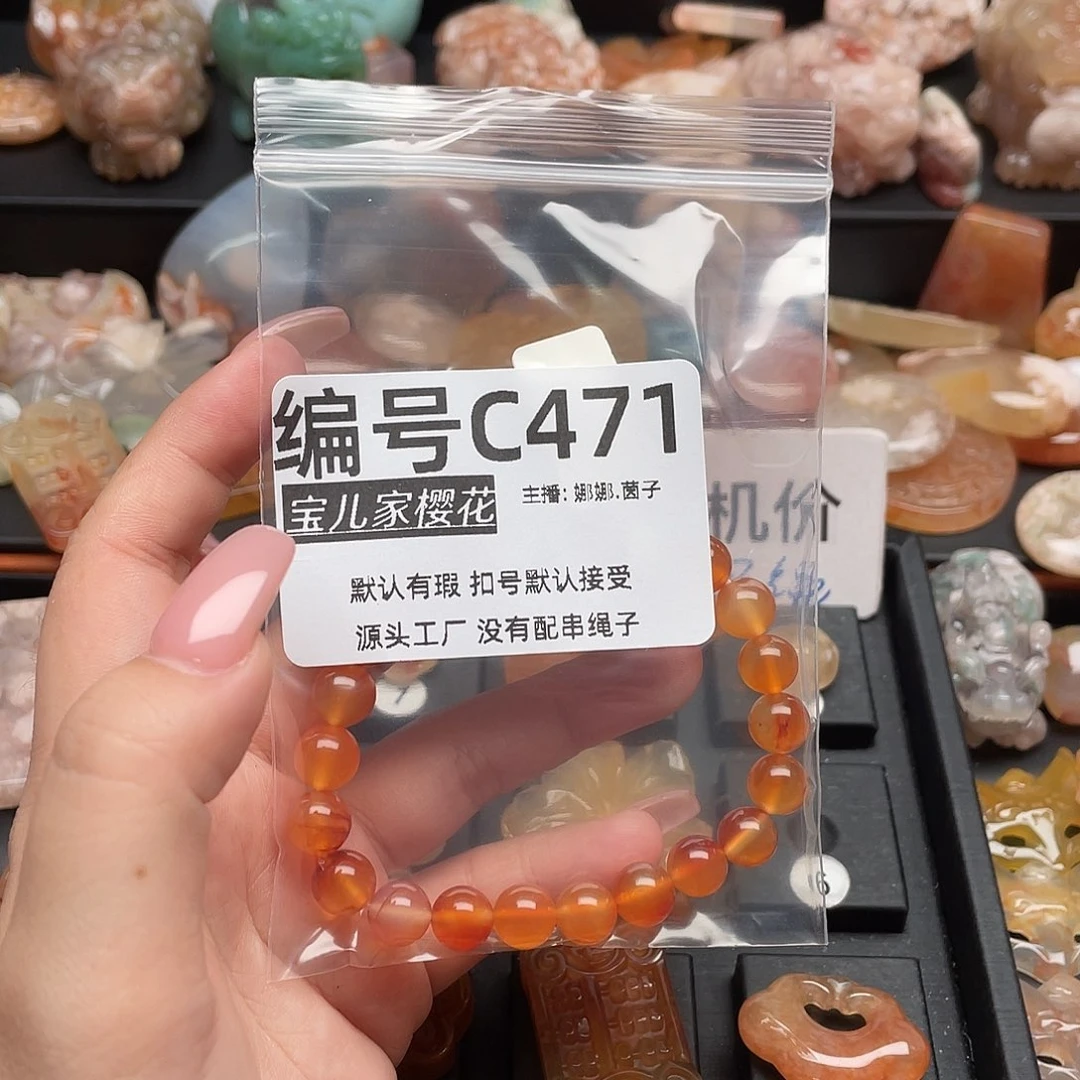 编号C471
宝儿家樱花 主播: 娜娜.茵子
默认有瑕 扣号默认接受
源头工厂 没有配串绳子
机价
6